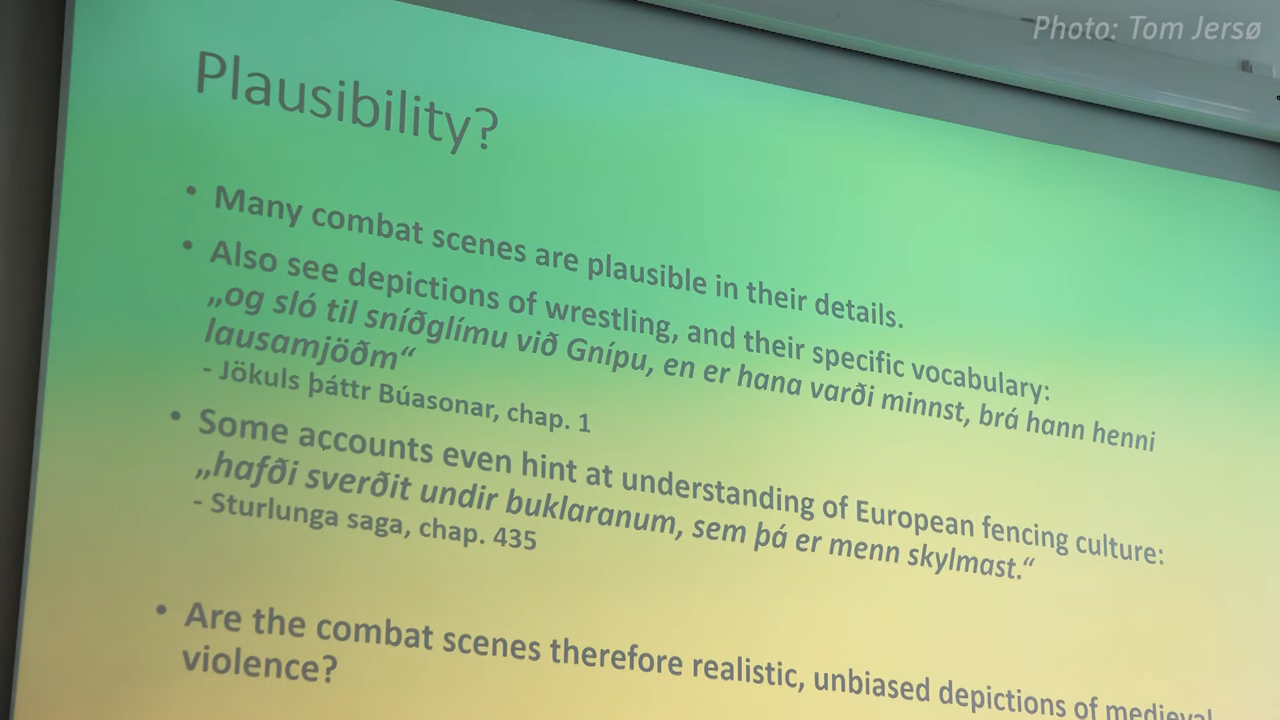 Photo: Tom Jersø
Plausibility?
• Many combat scenes are plausible in their details.
• Also see depictions of wrestling, and their specific vocabulary:
„og sló til sníðglímu við Gnípu, en er hana varði minnst, brá hann henni
lausamjöðm“
- Jökuls þáttr Búasonar, chap. 1
• Some accounts even hint at understanding of European fencing culture:
„hafði sverðit undir buklaranum, sem þá er menn skylmast.“
- Sturlunga saga, chap. 435
• Are the combat scenes therefore realistic, unbiased depictions of medieval
violence?